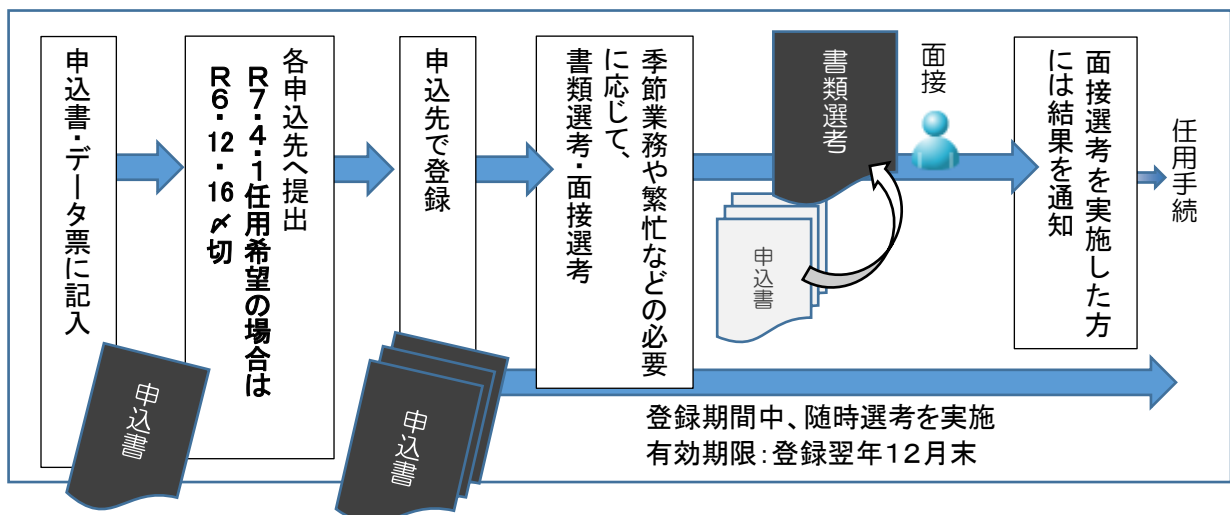 申込書・データ票に記入
申込書
各申込先へ提出
R7・4・1任用希望の場合は
R6・12・16〆切
申込先で登録
申込書
季節業務や繁忙などの必要
に応じて、
書類選考・面接選考
書類選考
申込書
面接
面接選考を実施した方
には結果を通知
任用手続
登録期間中、随時選考を実施
有効期限：登録翌年12月末